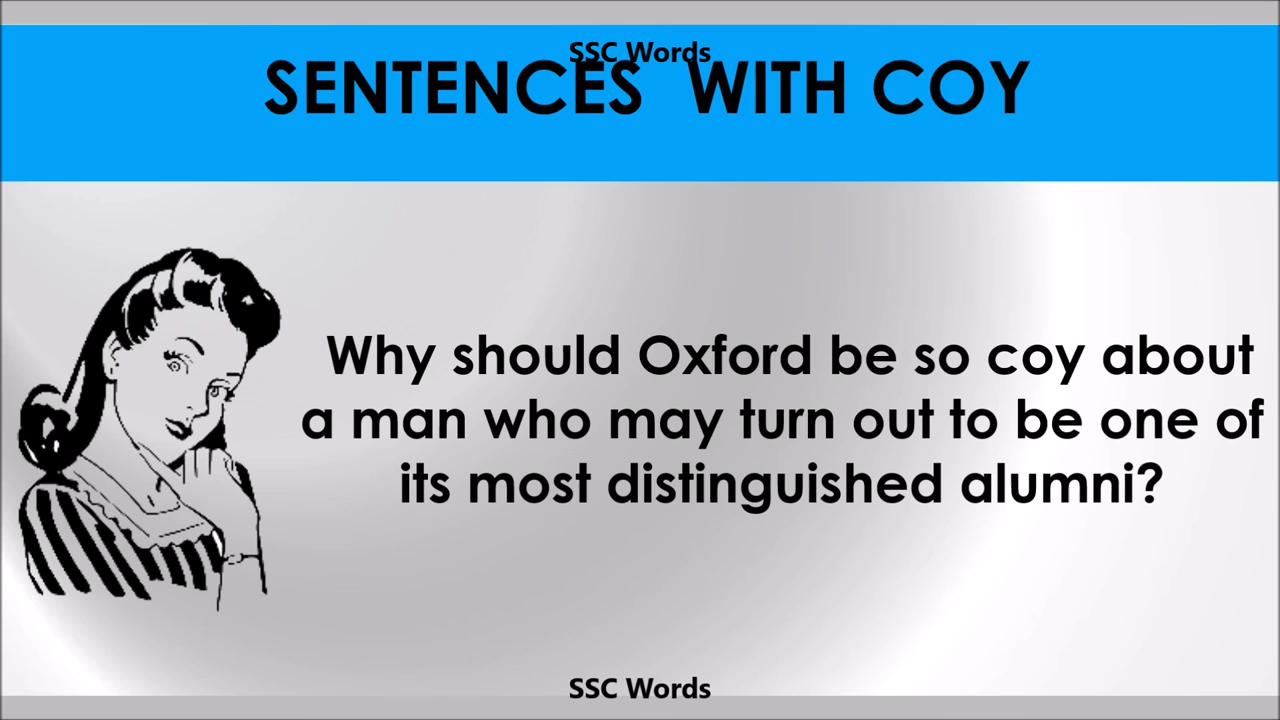 SSC Words
SENTENCES WITH COY
Why should Oxford be so coy about
a man who may turn out to be one of
its most distinguished alumni?
SSC Words